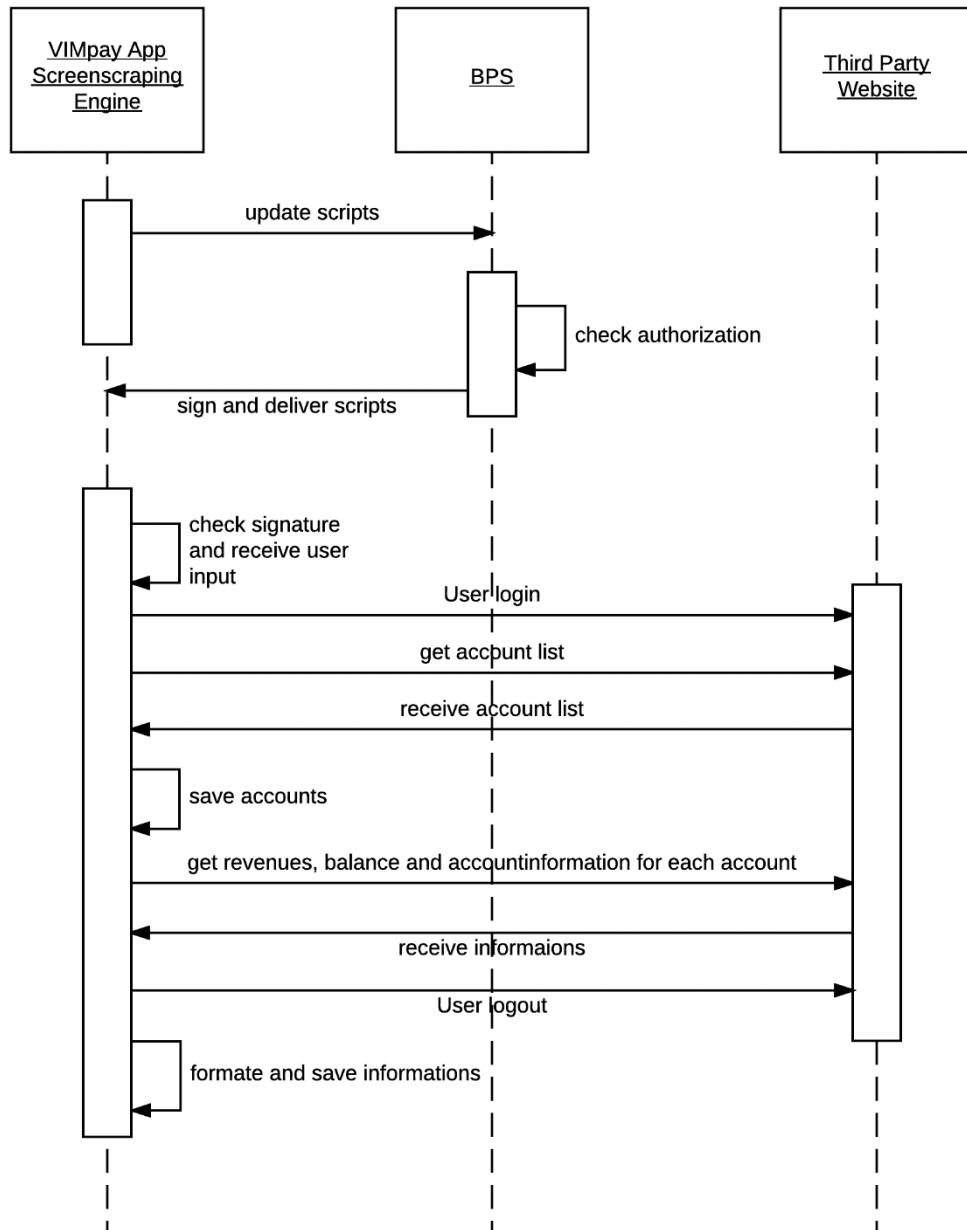 VIMpay App
Screenscraping
Engine
BPS
Third Party
Website
update scripts
check authorization
sign and deliver scripts
check signature
and receive user
input
User login
get account list
receive account list
save accounts
get revenues, balance and accountinformation for each account
receive informaions
User logout
formate and save informations